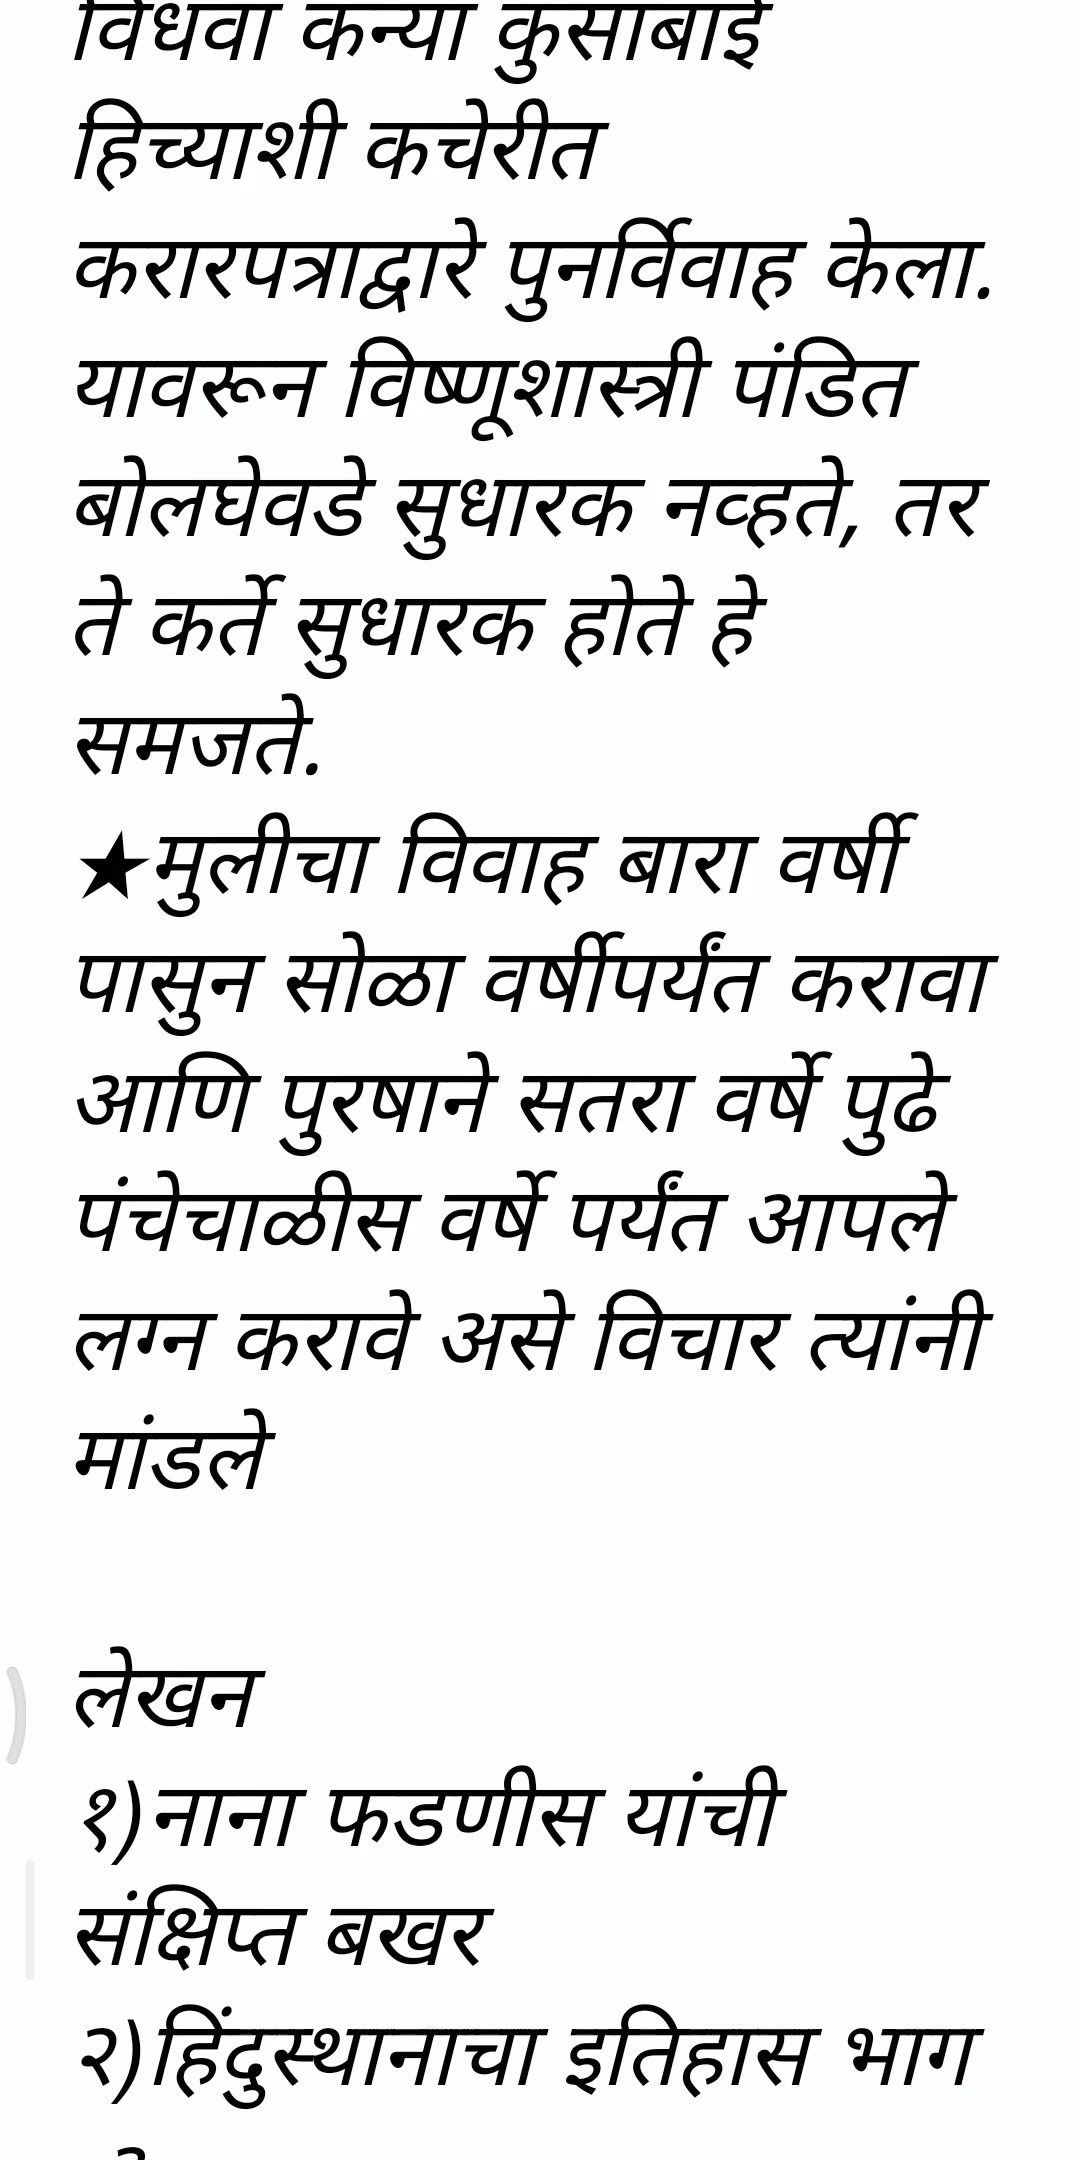 विधवा कन्या कुसाबाई
हिच्याशी कचेरीत
करारपत्राद्वारे पुनर्विवाह केला.
यावरून विष्णूशास्त्री पंडित
बोलघेवडे सुधारक नव्हते, तर
ते कर्ते सुधारक होते हे
समजते.
★मुलीचा विवाह बारा वर्षी
पासुन सोळा वर्षीपर्यंत करावा
आणि पुरषाने सतरा वर्षे पुढे
पंचेचाळीस वर्षे पर्यंत आपले
लग्न करावे असे विचार त्यांनी
मांडले
लेखन
१)नाना फडणीस यांची
संक्षिप्त बखर
२)हिंदुस्थानाचा इतिहास भाग